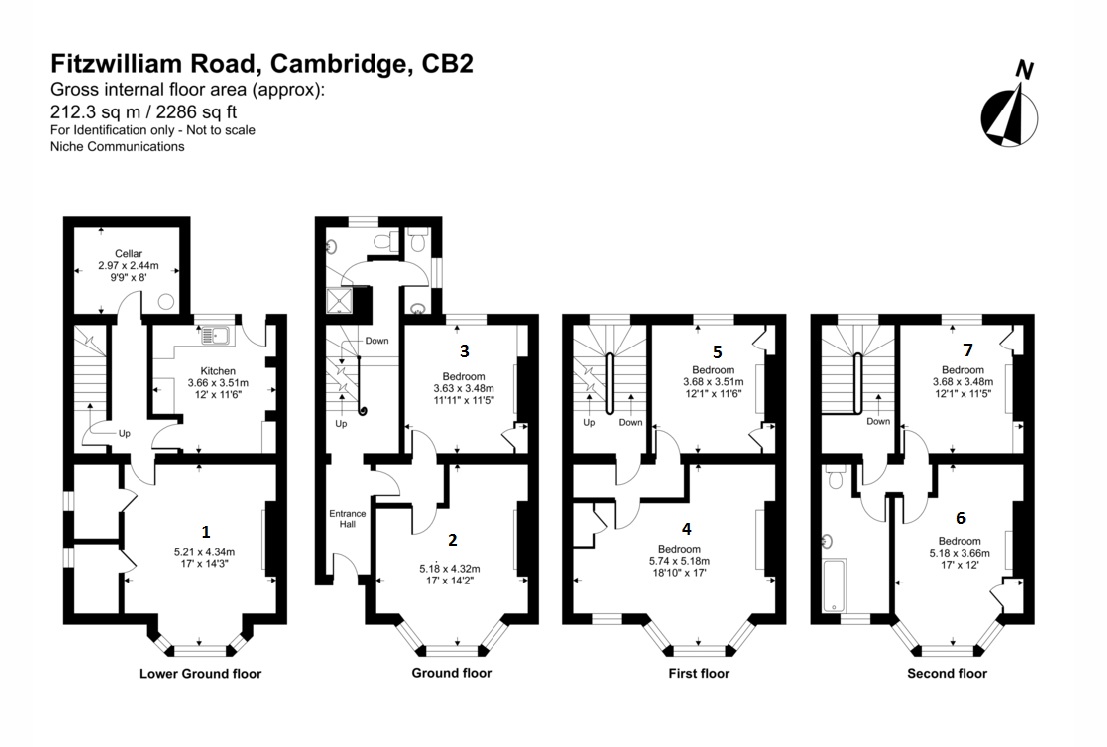 Fitzwilliam Road, Cambridge, CB2
Gross internal floor area (approx):
212.3 sq m / 2286 sq ft
For Identification only - Not to scale
Niche Communications
N
Cellar
2.97 x 2.44m
9'9" x 8'
Kitchen
3.66 x 3.51m
12' x 11'6"
Up
1
5.21 x 4.34m
17' x 14'3"
Lower Ground floor
Down
Up
3
Bedroom
3.63 x 3.48m
11'11" x 11'5"
Entrance
Hall
2
5.18 x 4.32m
17' x 14'2"
Ground floor
5
Bedroom
3.68 x 3.51m
12'1" x 11'6"
Up
Down
4
Bedroom
5.74 x 5.18m
18'10" x 17'
First floor
7
Bedroom
3.68 x 3.48m
12'1" x 11'5"
Down
6
Bedroom
5.18 x 3.66m
17' x 12'
Second floor